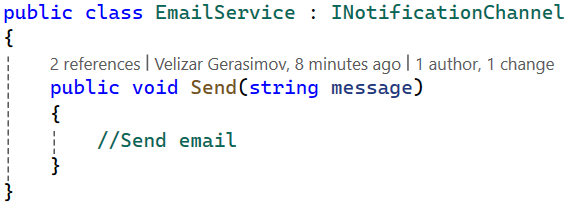 public class EmailService : INotificationChannel
{
2 references | Velizar Gerasimov, 8 minutes ago | 1 author, 1 change
public void Send(string message)
{
//Send email
}
}